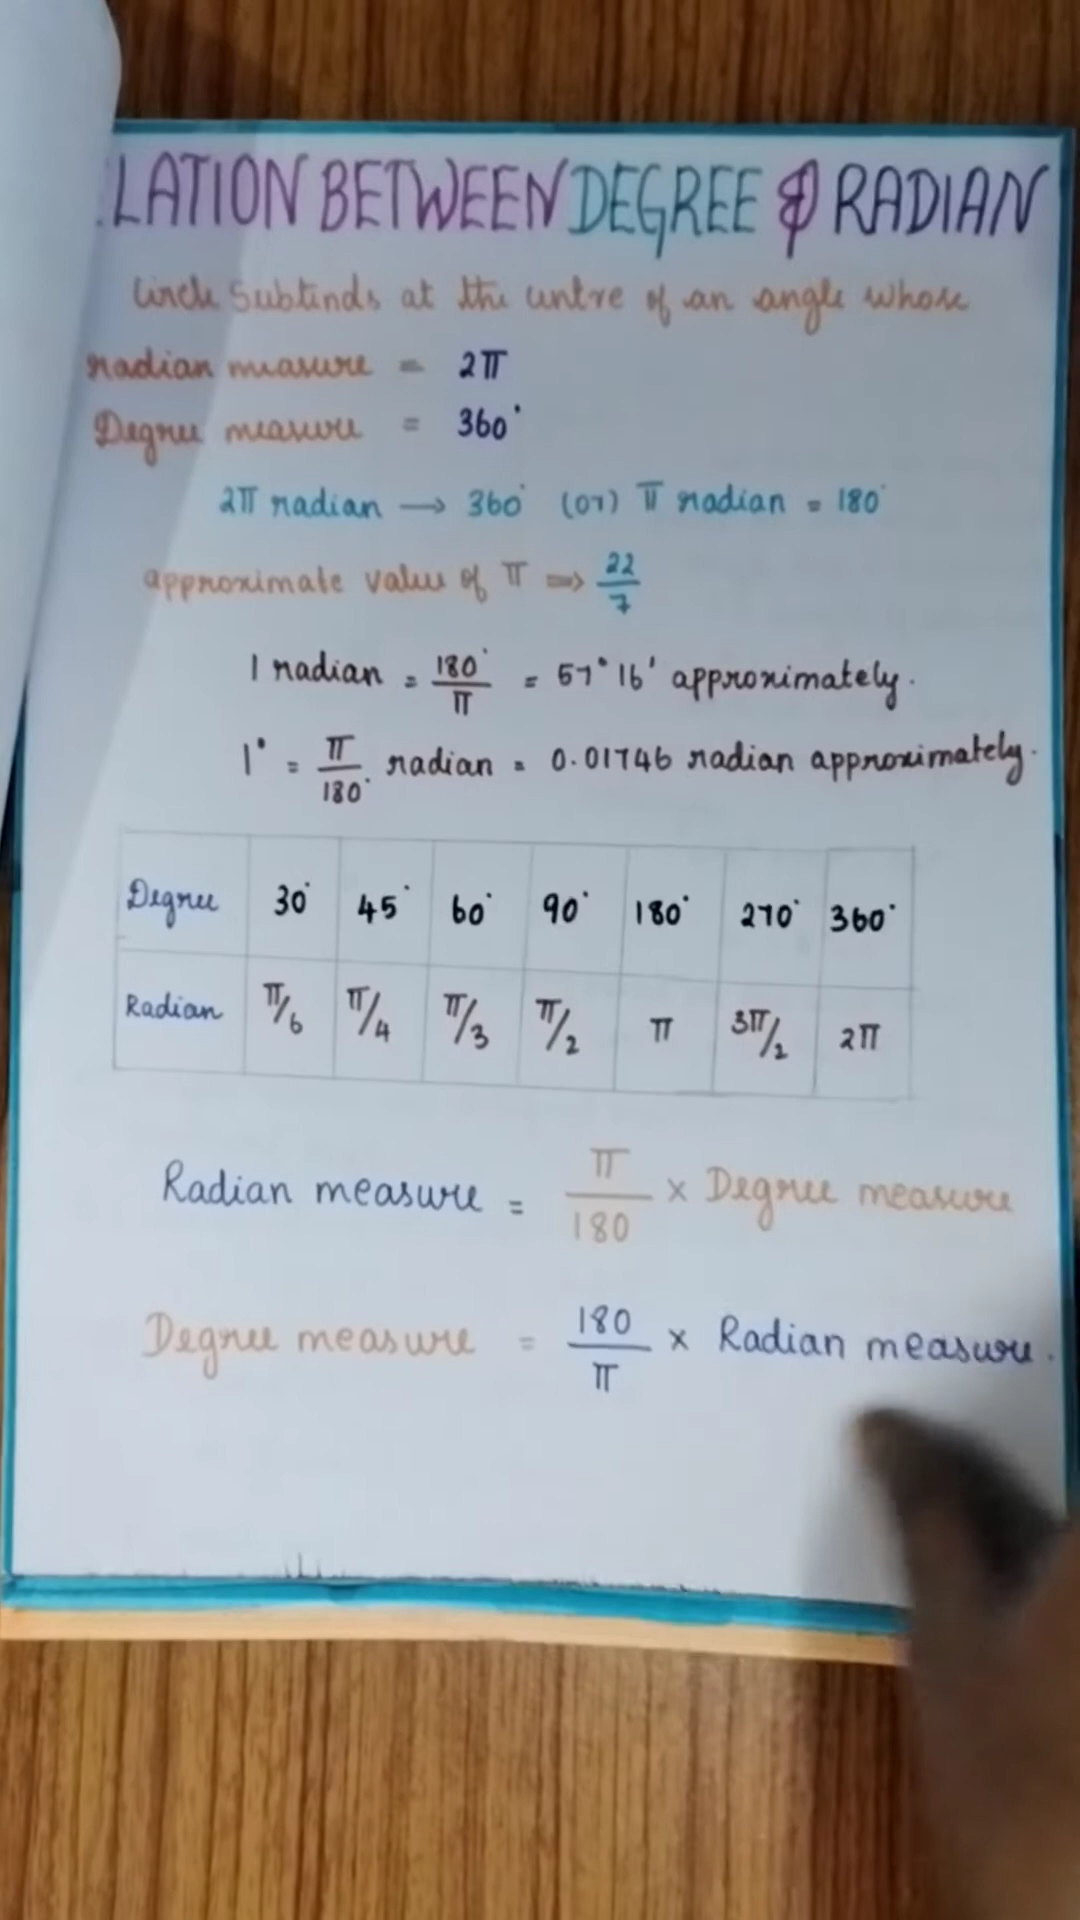 LATION BETWEEN DEGREE & RADIAN
Circle Subtends at the centre of an angle whose
radian measure = 2π
Degree measure = 360°
2π radian → 360° (or) π radian = 180°
approximate value of π ⇒ 22/7
1 radian = 180°/π = 57° 16' approximately.
1° = π/180° radian = 0.01746 radian approximately.
Degree 30° 45° 60° 90° 180° 270° 360°
Radian π/6 π/4 π/3 π/2 π 3π/2 2π
Radian measure = π/180 × Degree measure
Degree measure = 180/π × Radian measure.